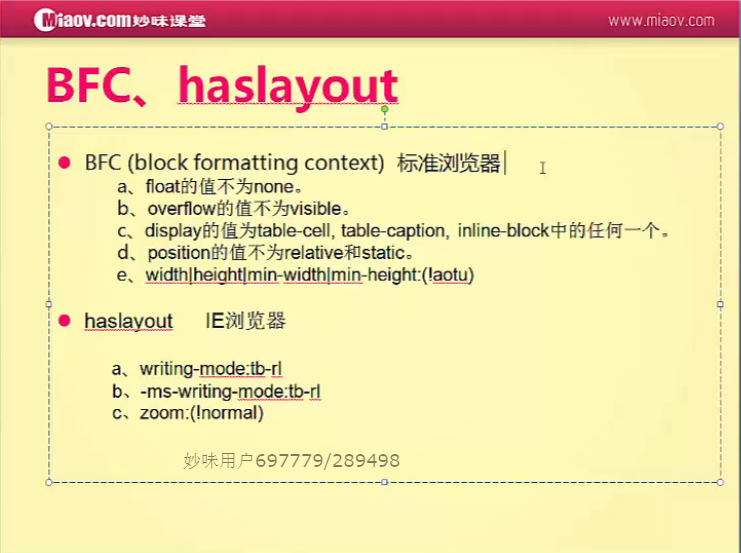 Miaov.com妙味课堂
www.miaov.com
BFC、haslayout
BFC (block formatting context) 标准浏览器
a、float的值不为none。
b、overflow的值不为visible。
c、display的值为table-cell, table-caption, inline-block中的任何一个。
d、position的值不为relative和static。
e、width|height|min-width|min-height:(!aotu)
haslayout IE浏览器
a、writing-mode:tb-rl
b、-ms-writing-mode:tb-rl
c、zoom:(!normal)
妙味用户697779/289498